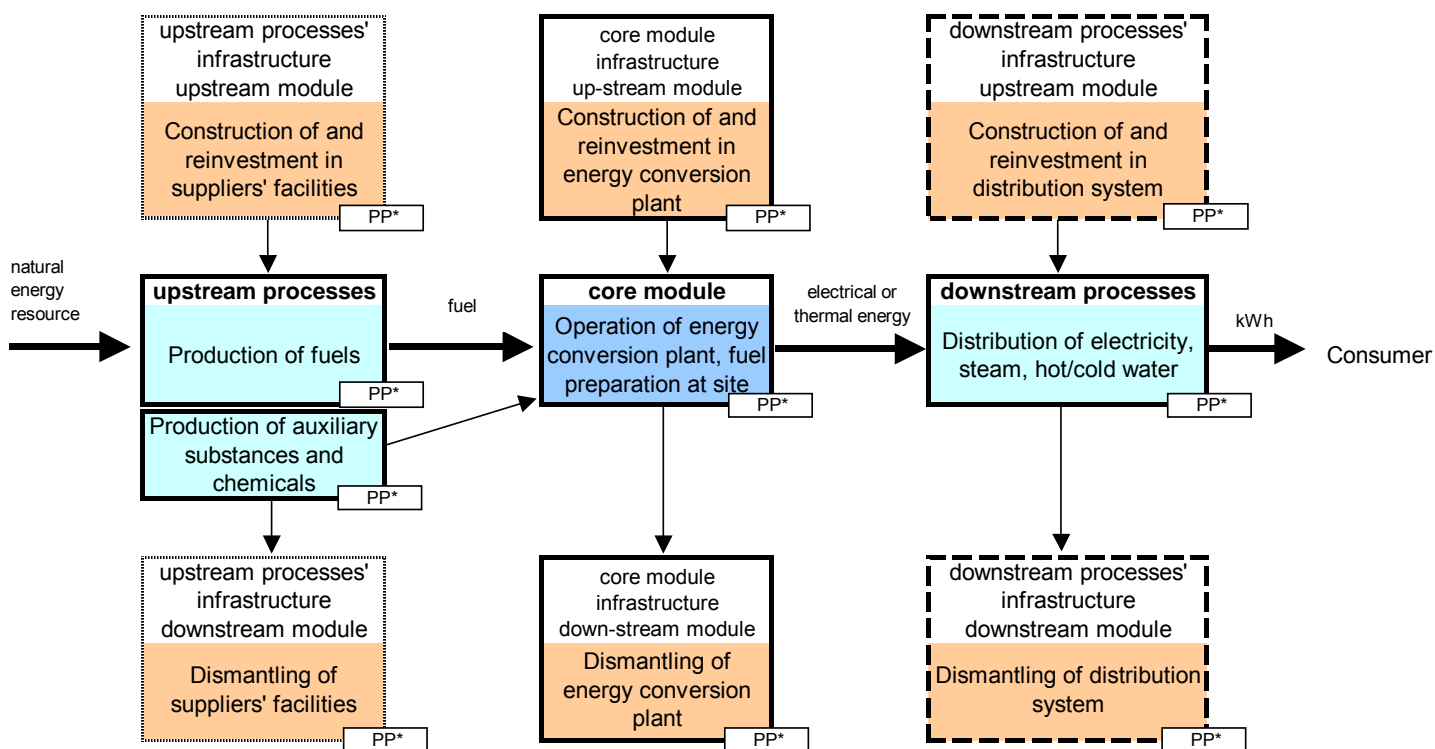 upstream processes'
infrastructure
upstream module
Construction of and
reinvestment in
suppliers' facilities
PP*
core module
infrastructure
up-stream module
Construction of and
reinvestment in
energy conversion
plant
PP*
downstream processes'
infrastructure
upstream module
Construction of and
reinvestment in
distribution system
PP*
natural
energy
resource
upstream processes
Production of fuels
PP*
Production of auxiliary
substances and
chemicals
PP*
fuel
core module
Operation of energy
conversion plant, fuel
preparation at site
PP*
electrical or
thermal energy
downstream processes
Distribution of electricity,
steam, hot/cold water
PP*
kWh
Consumer
upstream processes'
infrastructure
downstream module
Dismantling of
suppliers' facilities
PP*
core module
infrastructure
down-stream module
Dismantling of
energy conversion
plant
PP*
downstream processes'
infrastructure
downstream module
Dismantling of distribution
system
PP*